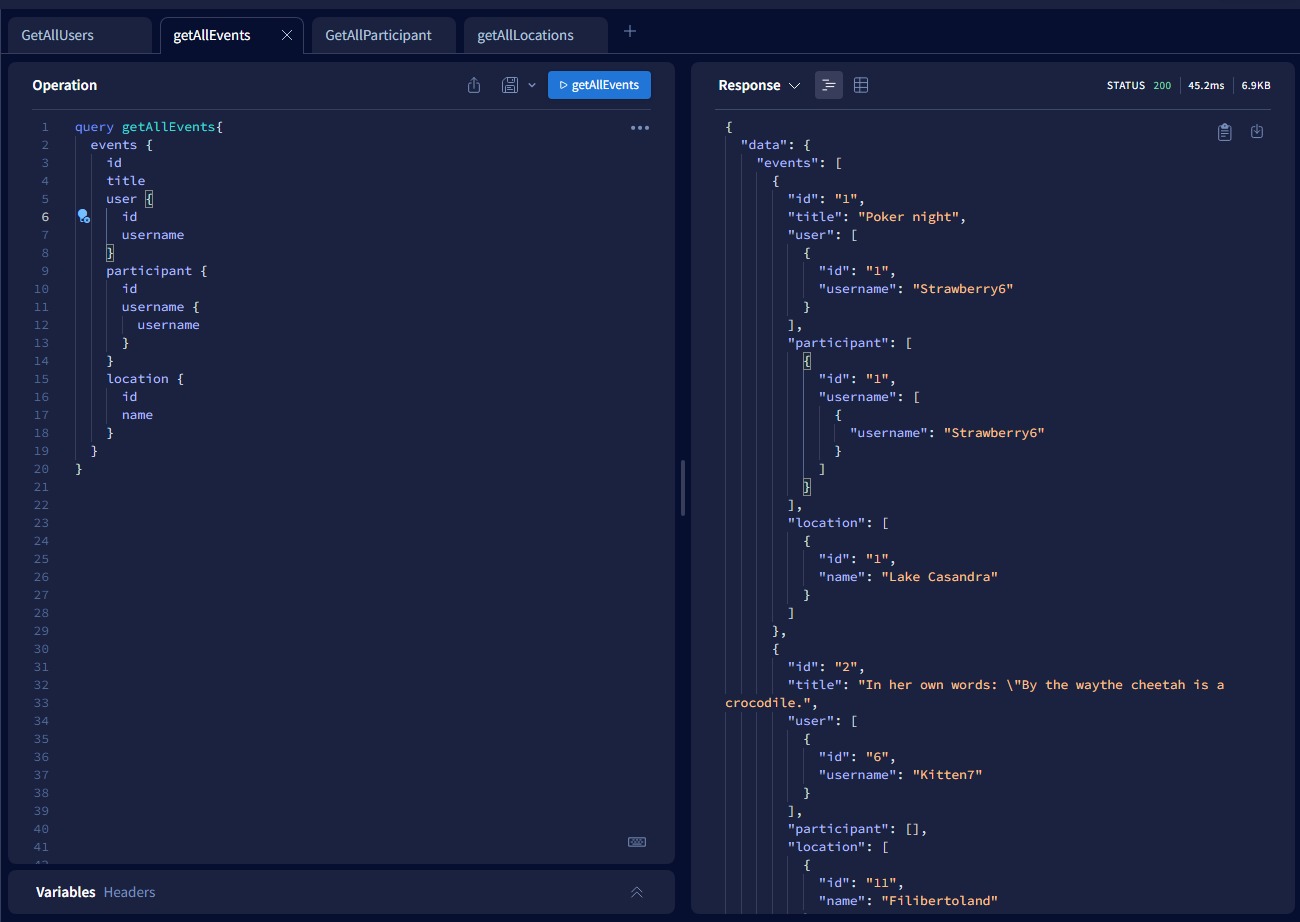 GetAllUsers getAllEvents GetAllParticipant getAllLocations
Operation getAllEvents
1 query getAllEvents{
2 events {
3 id
4 title
5 user {
6 id
7 username
8 }
9 participant {
10 id
11 username {
12 username
13 }
14 }
15 location {
16 id
17 name
18 }
19 }
20 }
21
22
23
24
25
26
27
28
29
30
31
32
33
34
35
36
37
38
39
40
41
Variables Headers
Response STATUS 200 45.2ms 6.9KB
{
"data": {
"events": [
{
"id": "1",
"title": "Poker night",
"user": [
{
"id": "1",
"username": "Strawberry6"
}
],
"participant": [
{
"id": "1",
"username": [
{
"username": "Strawberry6"
}
]
}
],
"location": [
{
"id": "1",
"name": "Lake Casandra"
}
]
},
{
"id": "2",
"title": "In her own words: \"By the waythe cheetah is a
crocodile.",
"user": [
{
"id": "6",
"username": "Kitten7"
}
],
"participant": [],
"location": [
{
"id": "11",
"name": "Filibertoland"